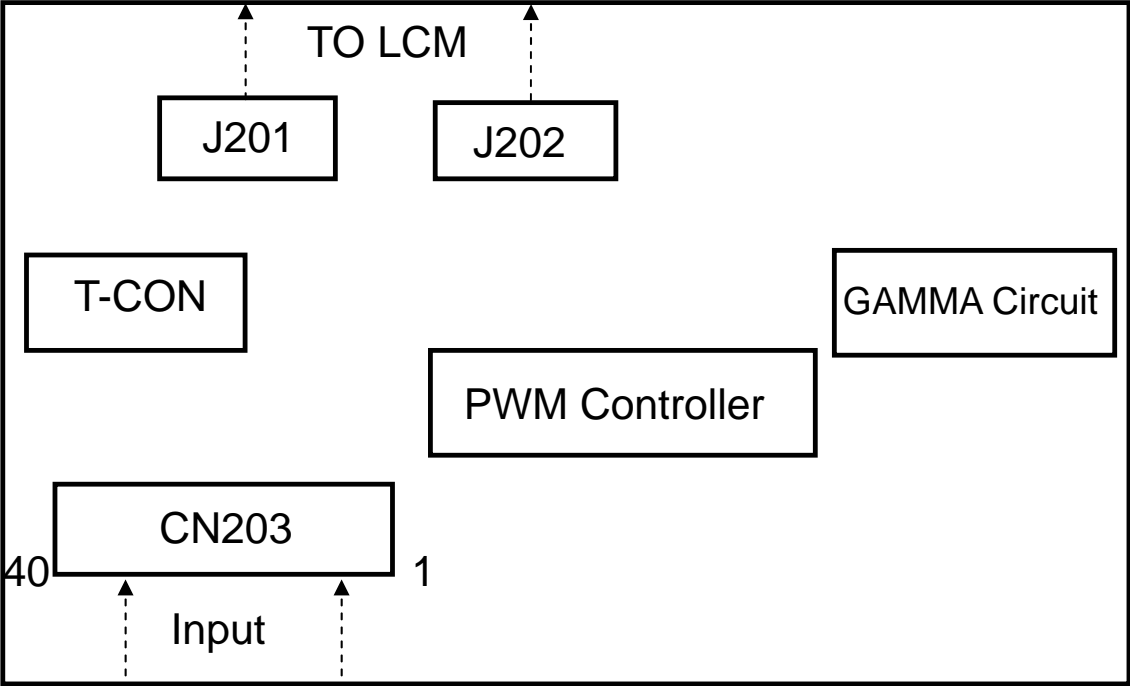 TO LCM
J201
J202
T-CON
GAMMA Circuit
PWM Controller
CN203
40
1
Input